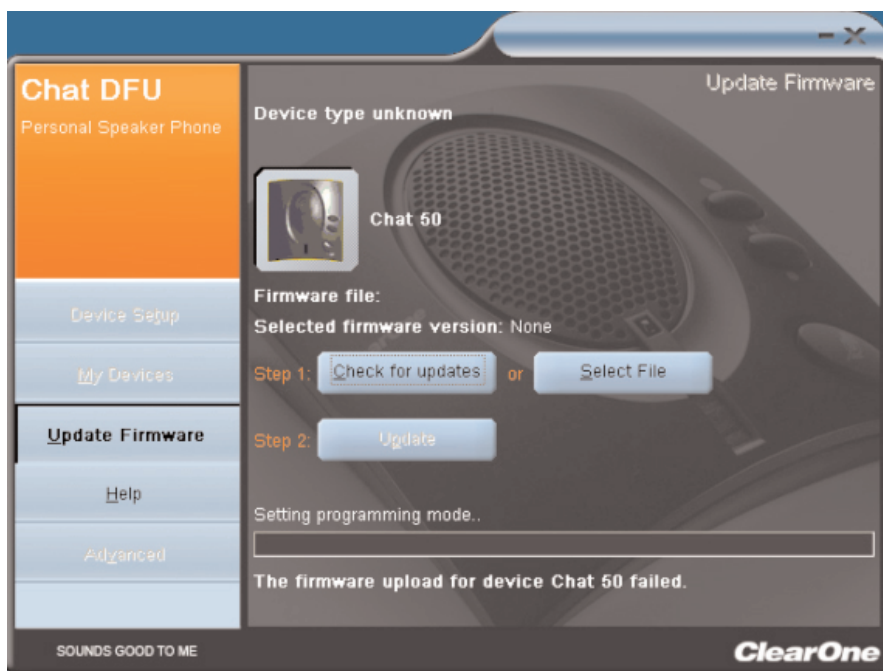 Chat DFU
Personal Speaker Phone
Device Setup
My Devices
Update Firmware
Help
Advanced
SOUNDS GOOD TO ME
Update Firmware
Device type unknown
Chat 50
Firmware file:
Selected firmware version: None
Step 1: Check for updates or Select File
Step 2: Update
Setting programming mode..
The firmware upload for device Chat 50 failed.
ClearOne